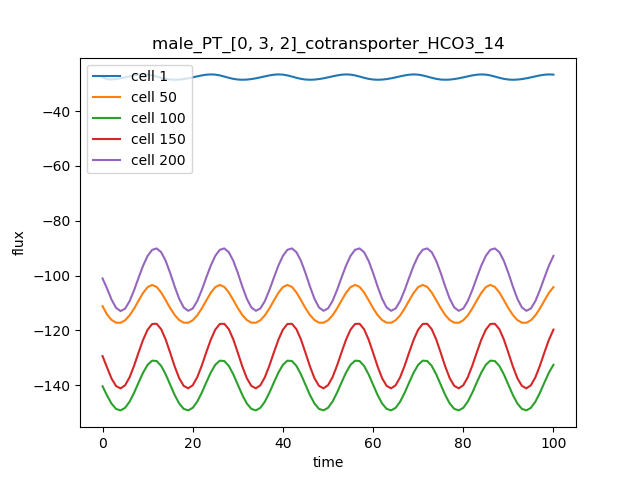 male_PT_[0, 3, 2]_cotransporter_HCO3_14
cell 1
cell 50
cell 100
cell 150
cell 200
−40
−60
−80
−100
−120
−140
flux
0 20 40 60 80 100
time